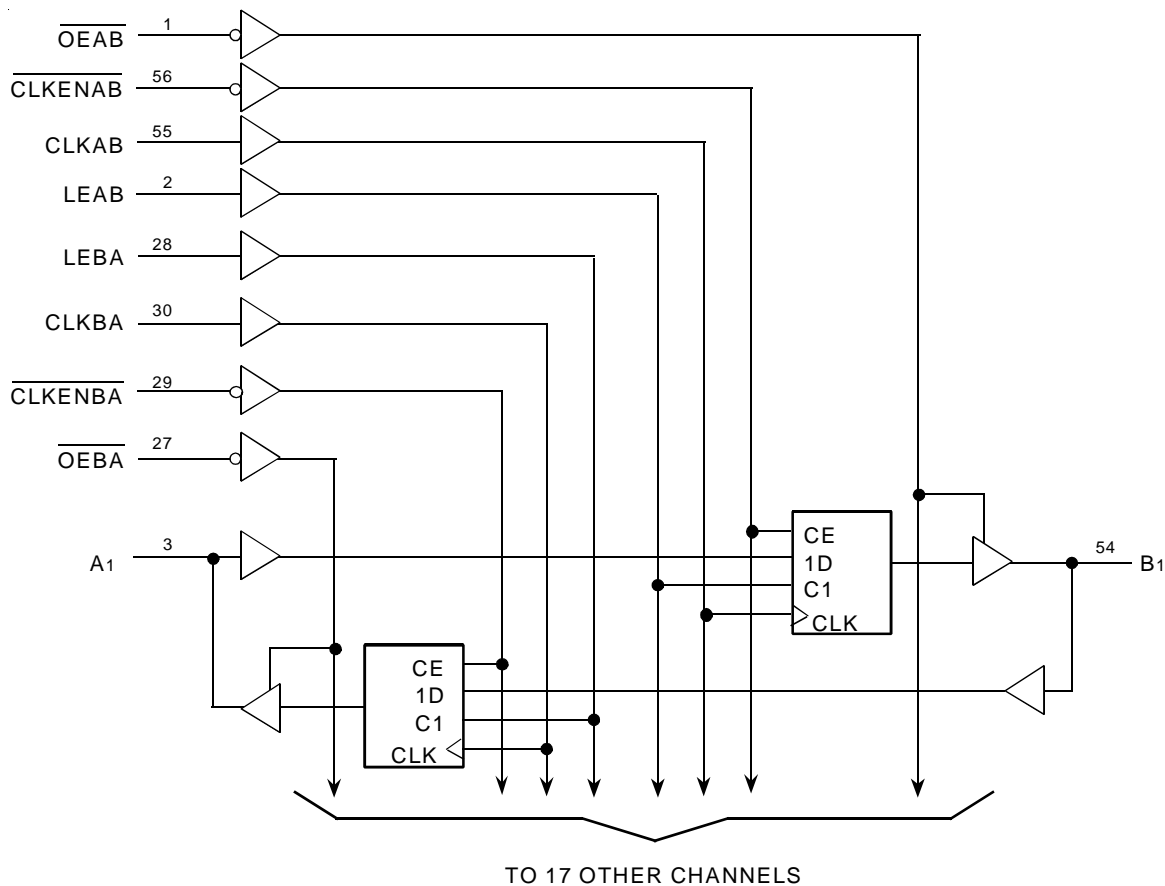 OEAB 1
CLKENAB 56
CLKAB 55
LEAB 2
LEBA 28
CLKBA 30
CLKENBA 29
OEBA 27
A1 3
CE
1D
C1
CLK
54 B1
CE
1D
C1
CLK
TO 17 OTHER CHANNELS